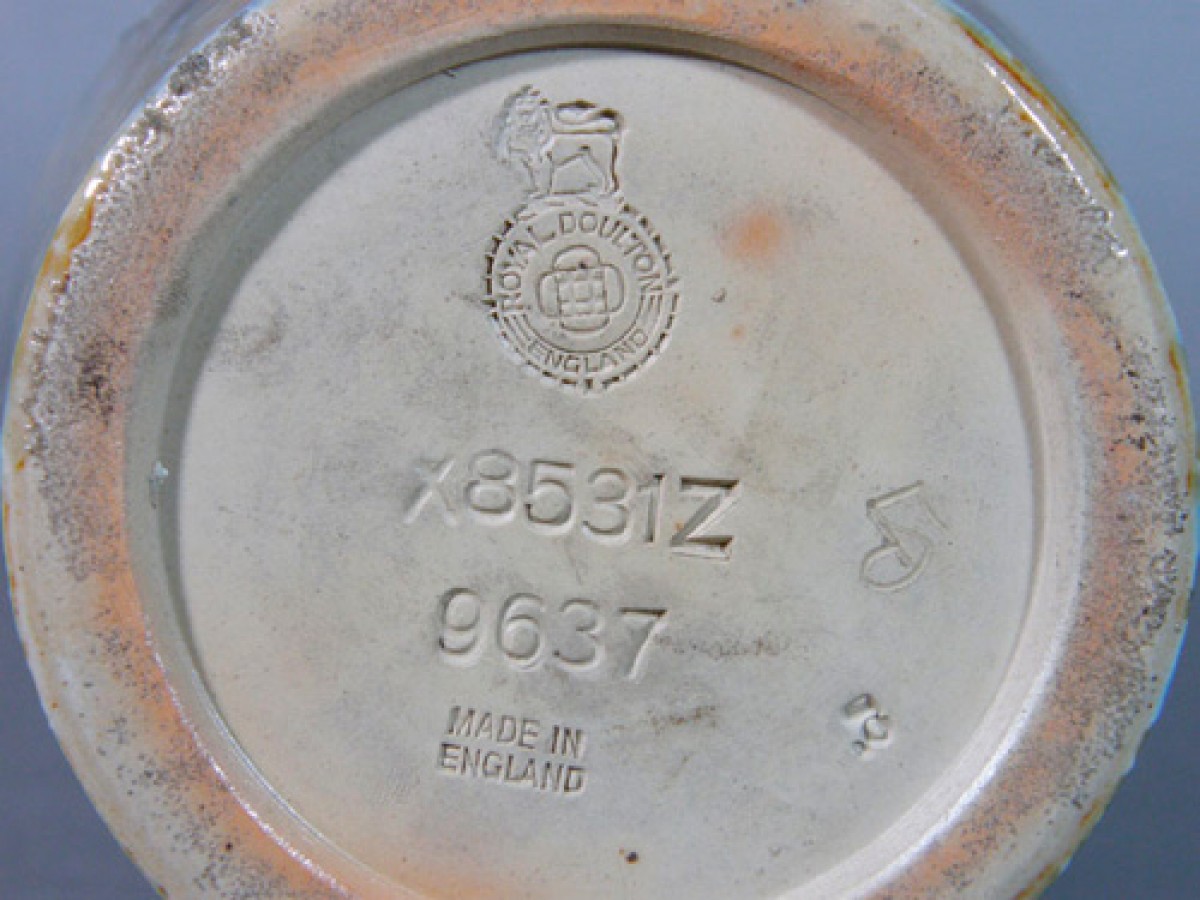 ROYAL DOULTON
ENGLAND
X8531Z
9637
MADE IN
ENGLAND